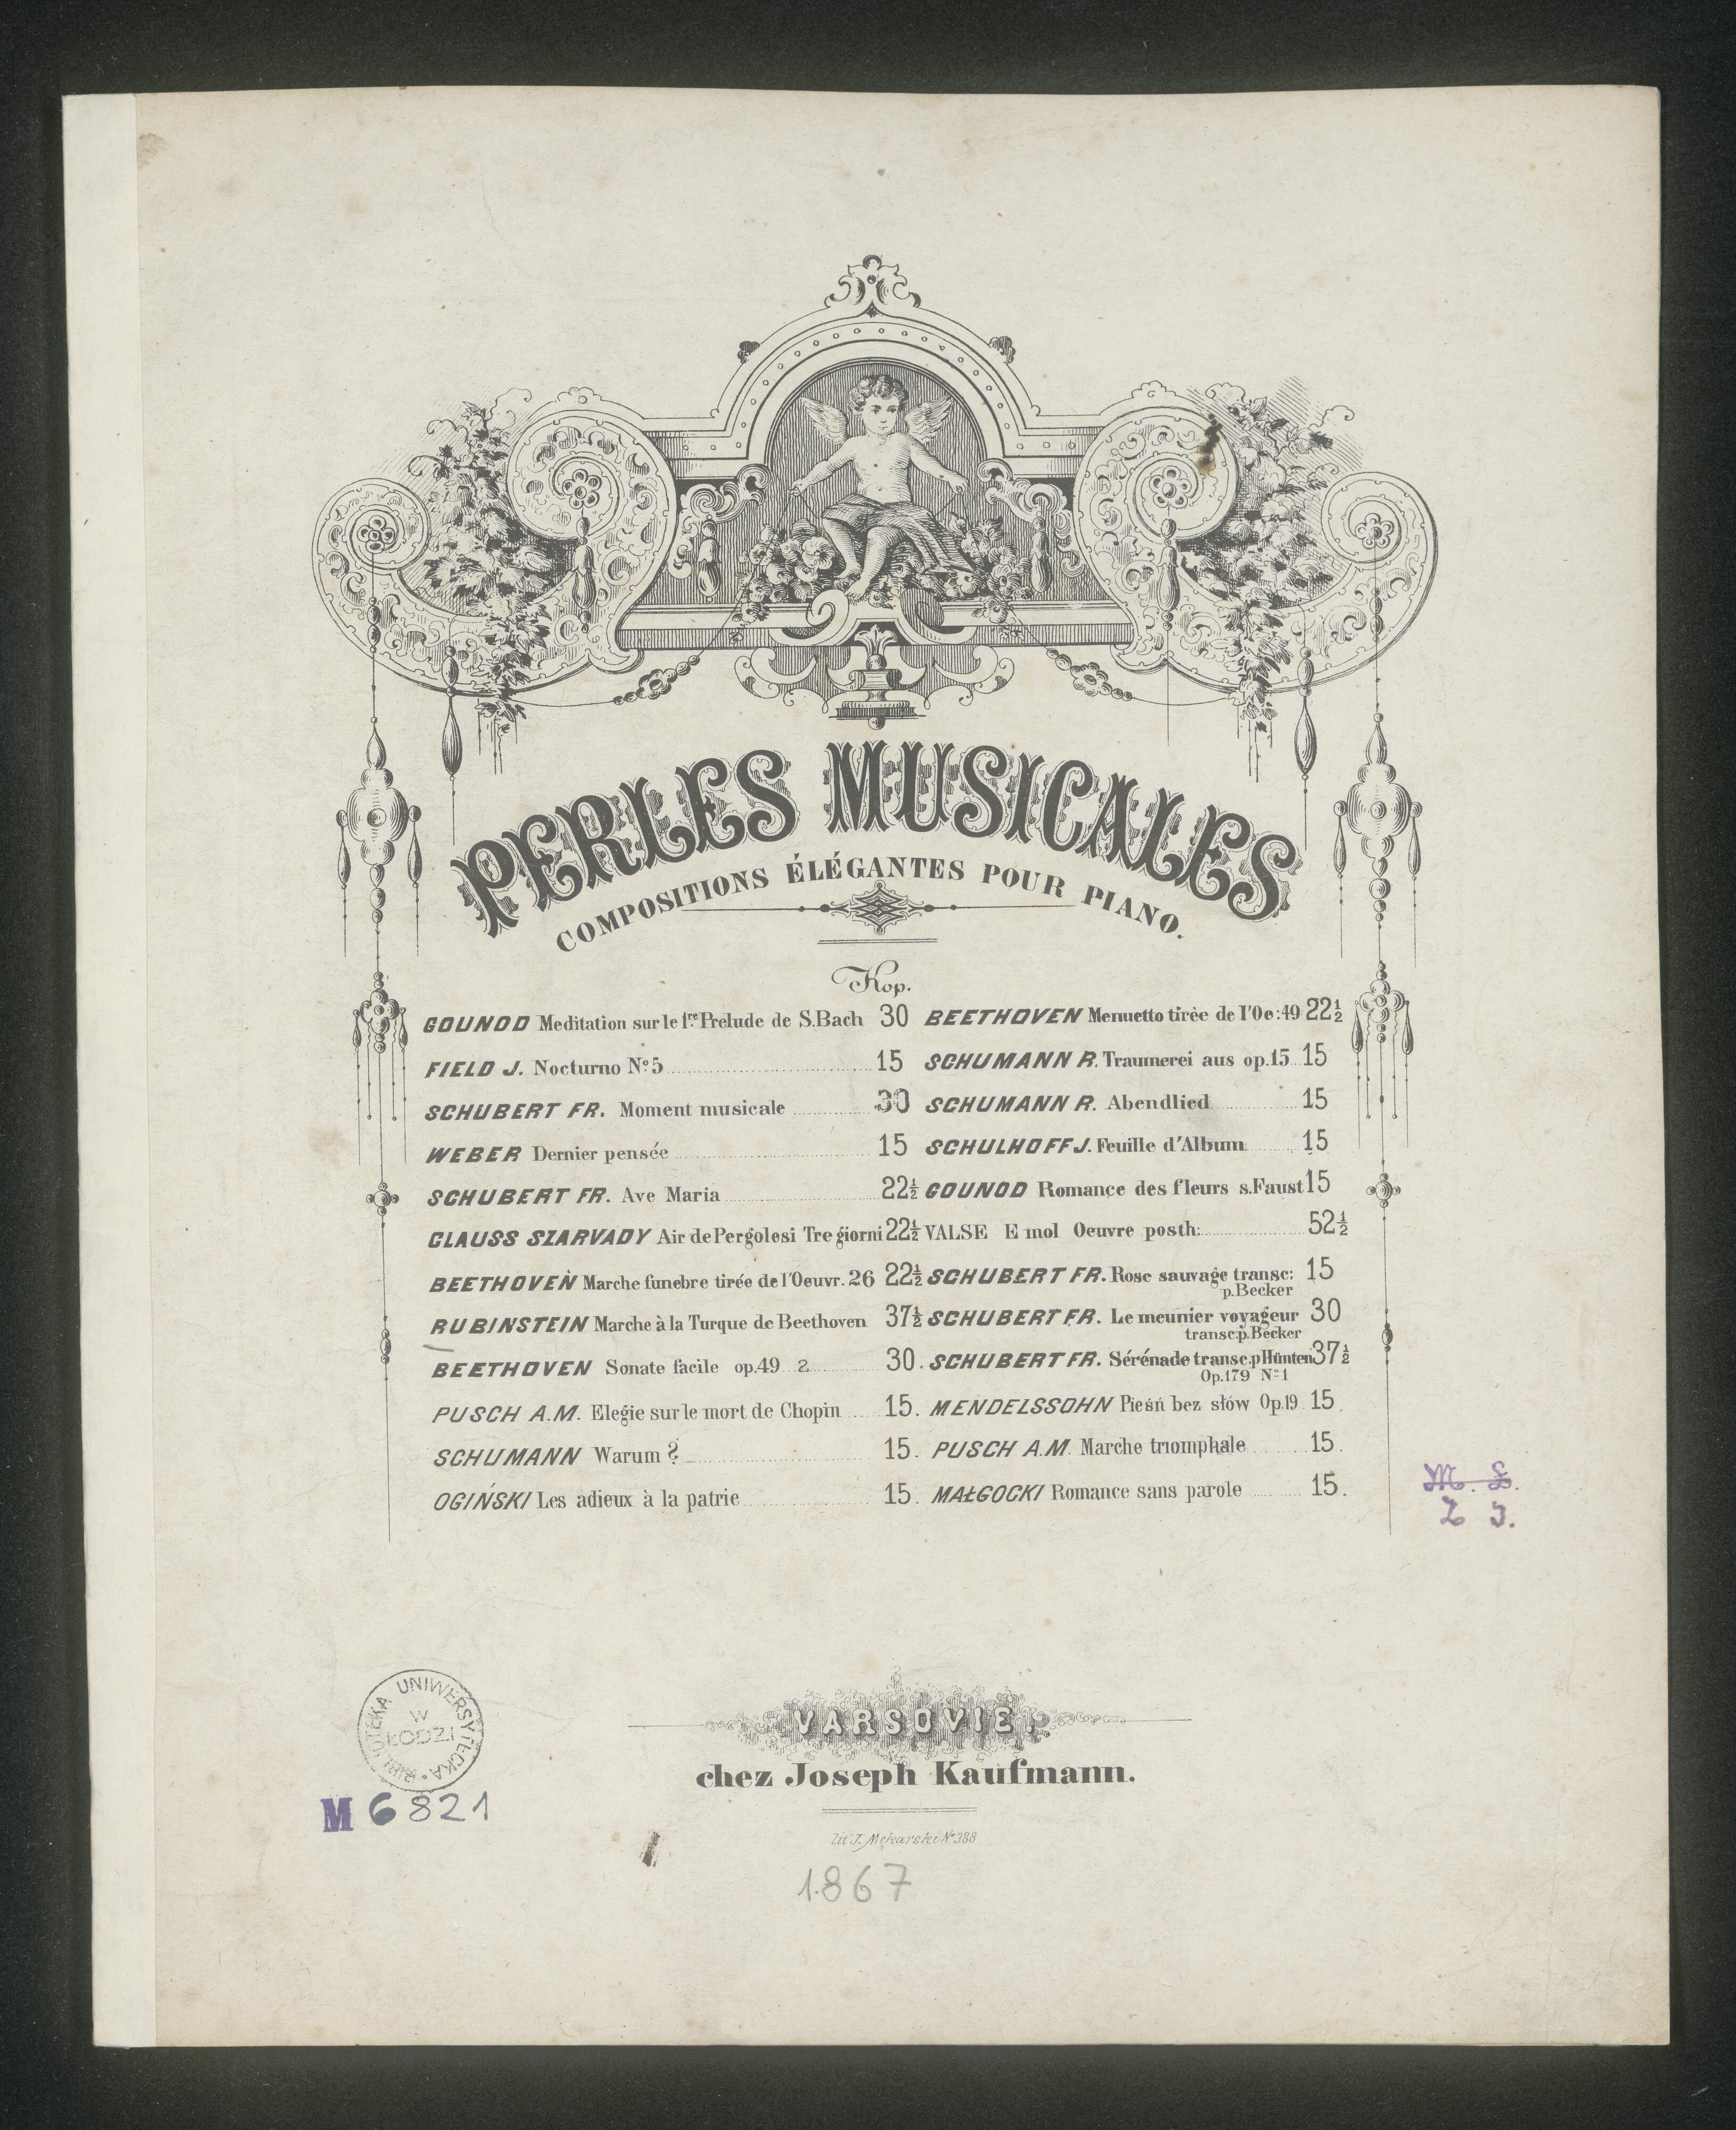 PERLES MUSICALES
COMPOSITIONS ÉLÉGANTES POUR PIANO.
Kop.
GOUNOD Meditation sur le 1re Prelude de S.Bach 30
FIELD J. Nocturno No.5 15
SCHUBERT FR. Moment musicale 30
WEBER Dernier pensée 15
SCHUBERT FR. Ave Maria 22½
CLAUSS SZARVADY Air de Pergolesi Tre giorni 22½
BEETHOVEN Marche funebre tirée de l'Oeuvr. 26 22½
RUBINSTEIN Marche à la Turque de Beethoven 37½
BEETHOVEN Sonate facile op.49 2 30.
PUSCH A.M. Elegie sur le mort de Chopin 15.
SCHUMANN Warum? 15.
OGIŃSKI Les adieux à la patrie 15.
BEETHOVEN Menuetto tirèe de l'Oe:49 22½
SCHUMANN R. Traumerei aus op.15 15
SCHUMANN R. Abendlied 15
SCHULHOFF J. Feuille d'Album 15
GOUNOD Romance des fleurs s.Faust 15
VALSE E mol Oeuvre posth: 52½
SCHUBERT FR. Rose sauvage transc: 15
p.Becker
SCHUBERT FR. Le meunier voyageur 30
transc:p.Becker
SCHUBERT FR. Sérénade transc.p Hünten 37½
Op.179 No.1
MENDELSSOHN Pieśń bez słów Op.19 15.
PUSCH A.M. Marche triomphale 15.
MAŁGOCKI Romance sans parole 15.
VARSOVIE,
chez Joseph Kaufmann.
lit J. Mękarski No 388
1867
BIBLIOTEKA UNIWERSYTECKA
W
ŁODZI
M 6821